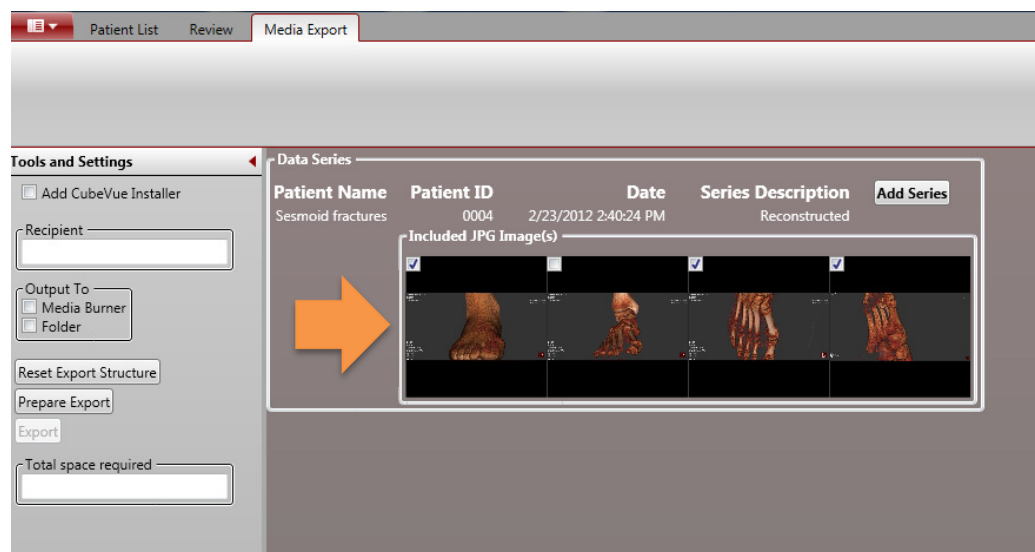 Patient List Review Media Export
Tools and Settings
Add CubeVue Installer
Recipient
Output To
Media Burner
Folder
Reset Export Structure
Prepare Export
Export
Total space required
Data Series
Patient Name Patient ID Date Series Description Add Series
Sesmoid fractures 0004 2/23/2012 2:40:24 PM Reconstructed
Included JPG Image(s)